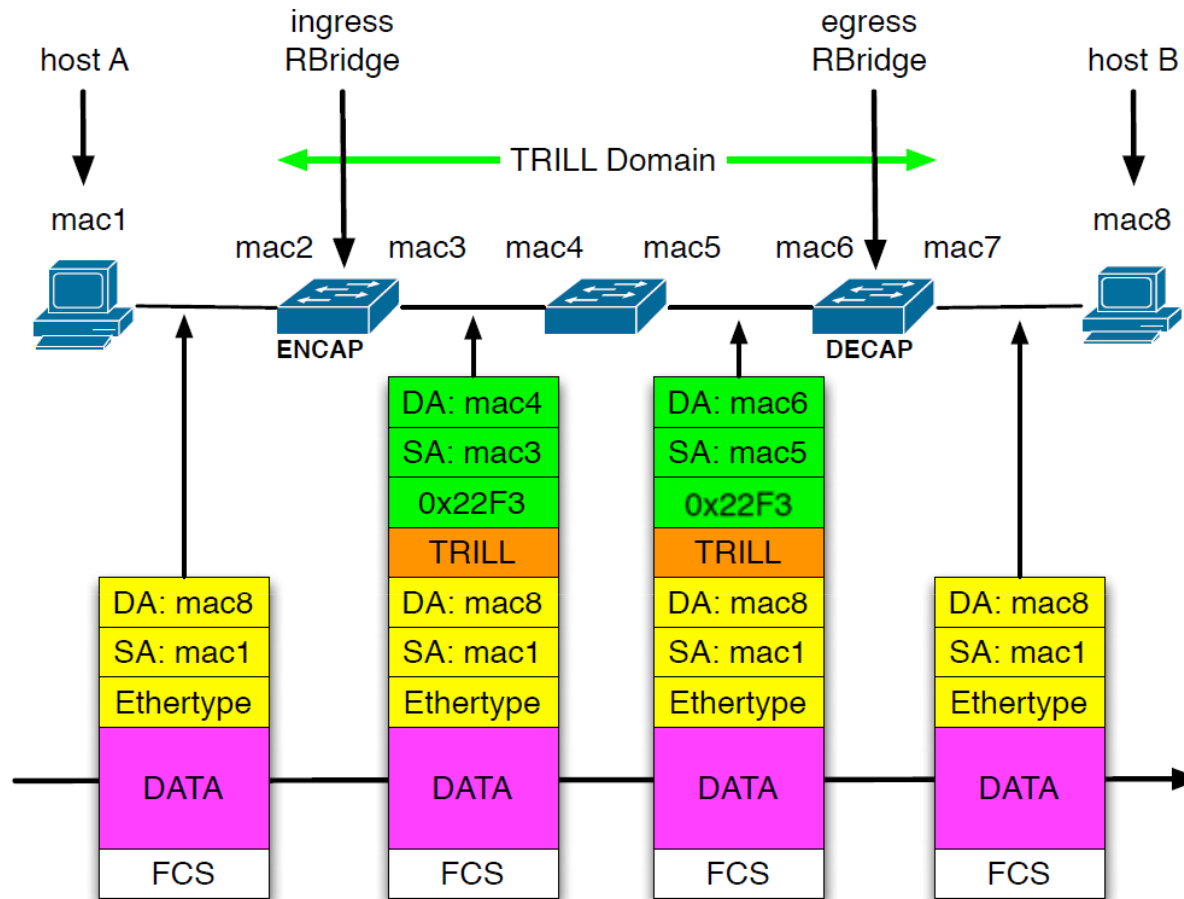 ingress
RBridge
egress
RBridge
host A
host B
TRILL Domain
mac1
mac8
mac2
mac3
mac4
mac5
mac6
mac7
ENCAP
DECAP
DA: mac4
SA: mac3
0x22F3
TRILL
DA: mac8
SA: mac1
Ethertype
DATA
FCS
DA: mac6
SA: mac5
0x22F3
TRILL
DA: mac8
SA: mac1
Ethertype
DATA
FCS
DA: mac8
SA: mac1
Ethertype
DATA
FCS
DA: mac8
SA: mac1
Ethertype
DATA
FCS